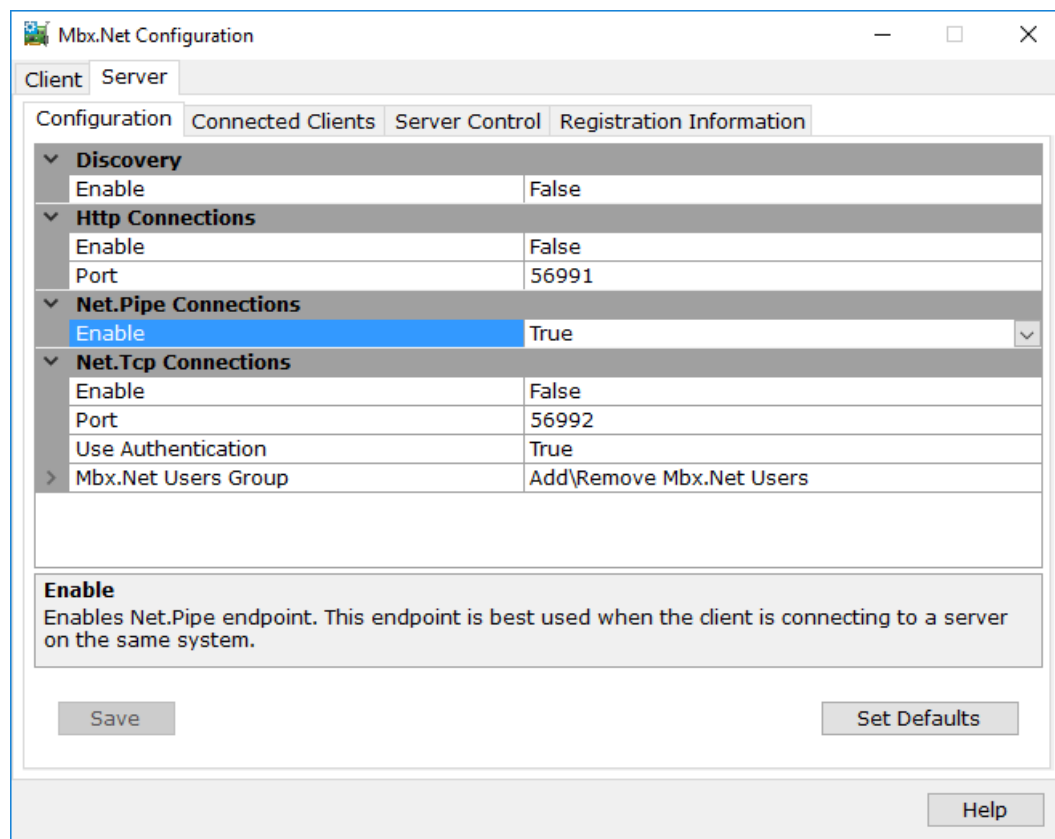 Mbx.Net Configuration
Client Server
Configuration Connected Clients Server Control Registration Information
Discovery
Enable False
Http Connections
Enable False
Port 56991
Net.Pipe Connections
Enable True
Net.Tcp Connections
Enable False
Port 56992
Use Authentication True
Mbx.Net Users Group Add\Remove Mbx.Net Users
Enable
Enables Net.Pipe endpoint. This endpoint is best used when the client is connecting to a server
on the same system.
Save Set Defaults
Help